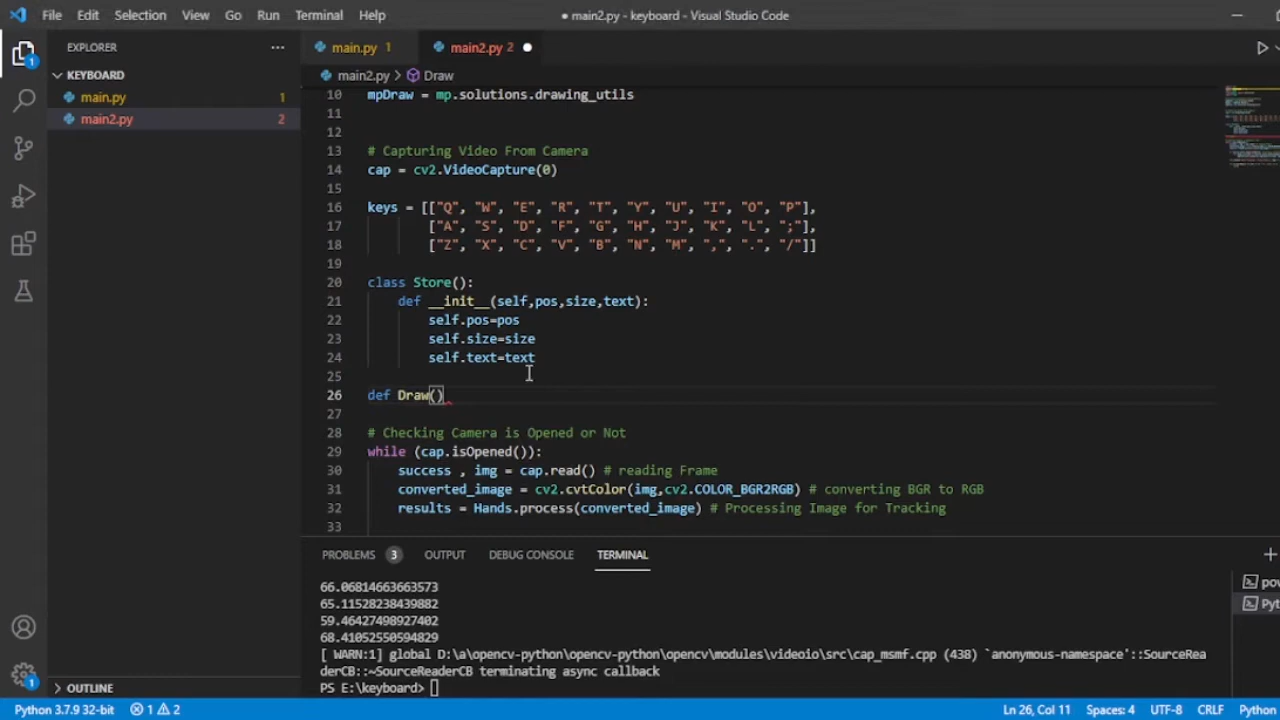 File Edit Selection View Go Run Terminal Help
● main2.py - keyboard - Visual Studio Code
EXPLORER ...
main.py 1 main2.py 2
KEYBOARD
main2.py > Draw
main.py 1
main2.py 2
10 mpDraw = mp.solutions.drawing_utils
11
12
13 # Capturing Video From Camera
14 cap = cv2.VideoCapture(0)
15
16 keys = [["Q", "W", "E", "R", "T", "Y", "U", "I", "O", "P"],
17 ["A", "S", "D", "F", "G", "H", "J", "K", "L", ";"],
18 ["Z", "X", "C", "V", "B", "N", "M", ",", ".", "/"]]
19
20 class Store():
21 def __init__(self,pos,size,text):
22 self.pos=pos
23 self.size=size
24 self.text=text
25
26 def Draw()
27
28 # Checking Camera is Opened or Not
29 while (cap.isOpened()):
30 success , img = cap.read() # reading Frame
31 converted_image = cv2.cvtColor(img,cv2.COLOR_BGR2RGB) # converting BGR to RGB
32 results = Hands.process(converted_image) # Processing Image for Tracking
33
PROBLEMS 3 OUTPUT DEBUG CONSOLE TERMINAL
66.06814663663573
65.11528238439882
59.46427498927402
68.41052550594829
[ WARN:1] global D:\a\opencv-python\opencv-python\opencv\modules\videoio\src\cap_msmf.cpp (438) `anonymous-namespace'::SourceRea
derCB::~SourceReaderCB terminating async callback
PS E:\keyboard>
pov
Pyt
1
1
OUTLINE
Python 3.7.9 32-bit 1 2 Ln 26, Col 11 Spaces: 4 UTF-8 CRLF Python